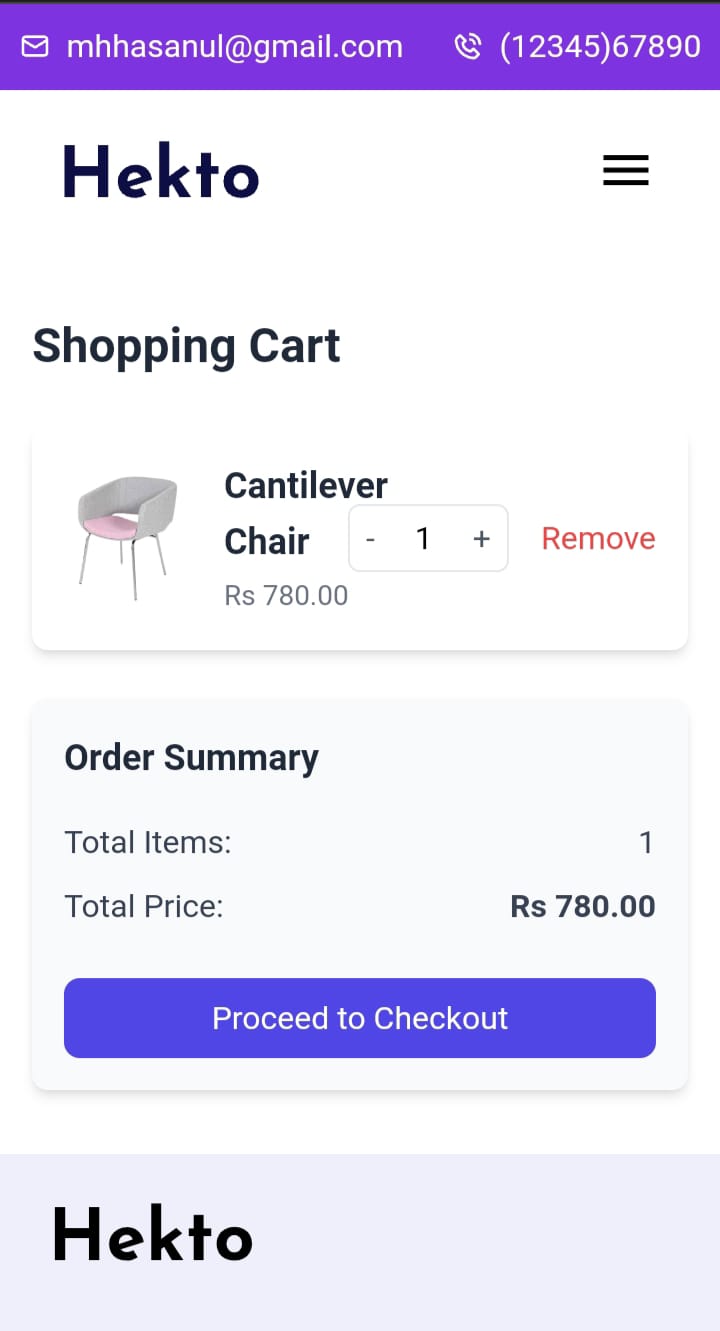 mhhasanul@gmail.com (12345)67890
Hekto
Shopping Cart
Cantilever
Chair - 1 + Remove
Rs 780.00
Order Summary
Total Items: 1
Total Price: Rs 780.00
Proceed to Checkout
Hekto